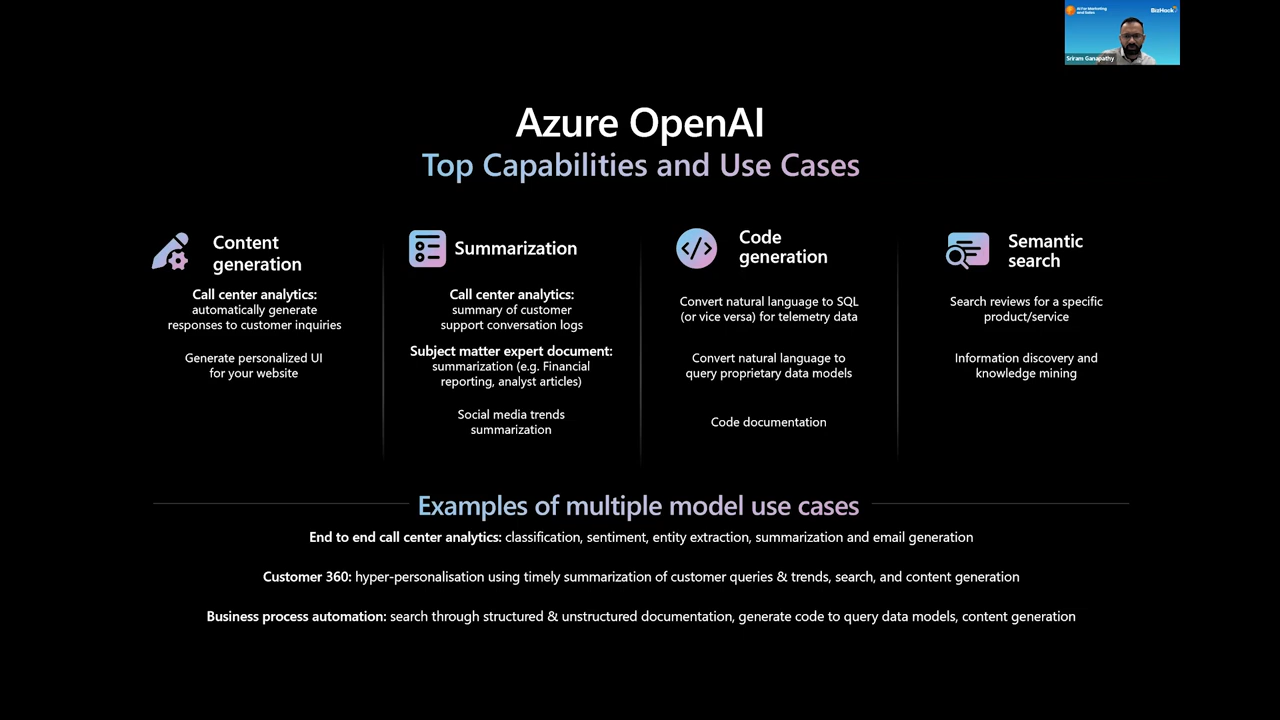 AI For Marketing
and Sales
BizHack
Sriram Ganapathy
Azure OpenAI
Top Capabilities and Use Cases
Content
generation
Call center analytics:
automatically generate
responses to customer inquiries
Generate personalized UI
for your website
Summarization
Call center analytics:
summary of customer
support conversation logs
Subject matter expert document:
summarization (e.g. Financial
reporting, analyst articles)
Social media trends
summarization
Code
generation
Convert natural language to SQL
(or vice versa) for telemetry data
Convert natural language to
query proprietary data models
Code documentation
Semantic
search
Search reviews for a specific
product/service
Information discovery and
knowledge mining
Examples of multiple model use cases
End to end call center analytics: classification, sentiment, entity extraction, summarization and email generation
Customer 360: hyper-personalisation using timely summarization of customer queries & trends, search, and content generation
Business process automation: search through structured & unstructured documentation, generate code to query data models, content generation